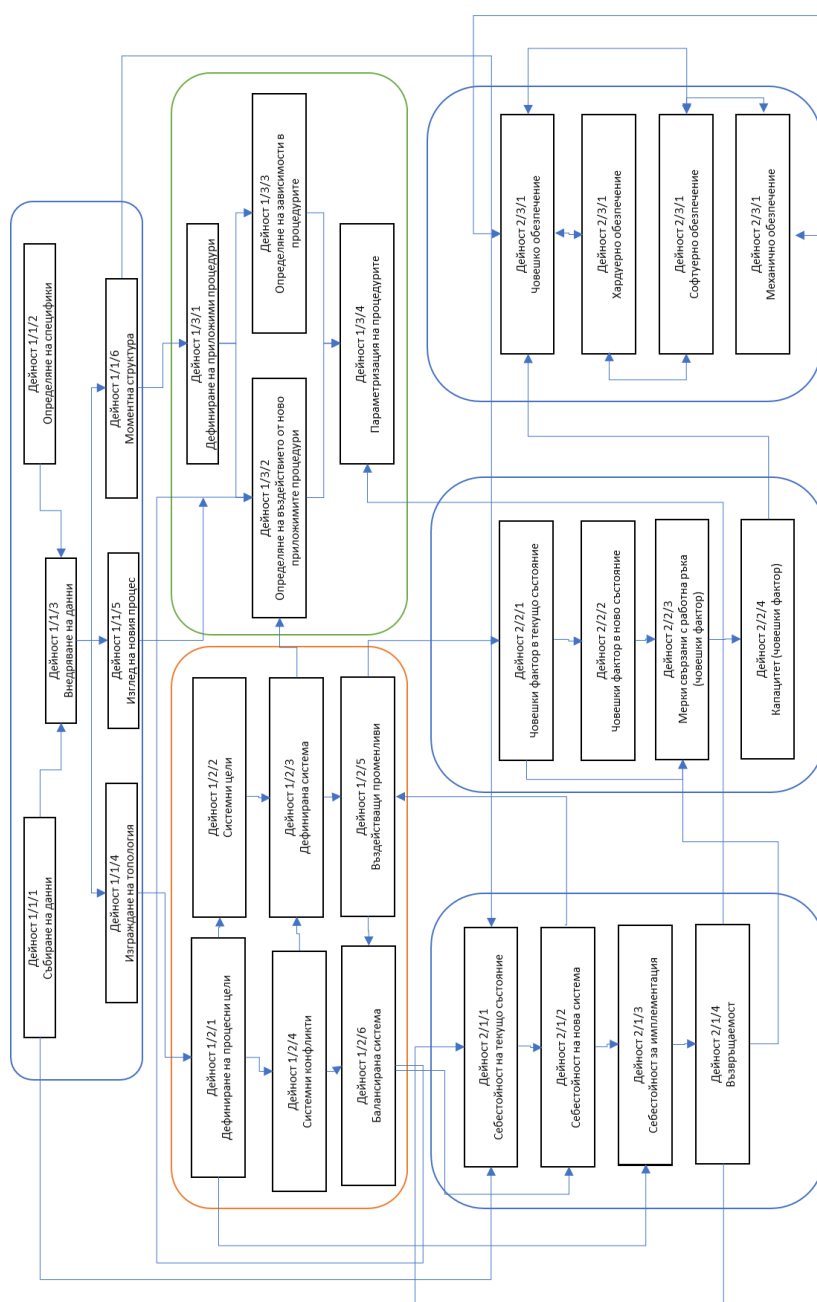 Дейност 1/1/1
Събиране на данни
Дейност 1/1/2
Определяне на специфики
Дейност 1/1/3
Внедряване на данни
Дейност 1/1/4
Изграждане на топология
Дейност 1/1/5
Изглед на новия процес
Дейност 1/1/6
Моментна структура
Дейност 1/2/1
Дефиниране на процесни цели
Дейност 1/2/2
Системни цели
Дейност 1/2/4
Системни конфликти
Дейност 1/2/3
Дефинирана система
Дейност 1/2/6
Балансирана система
Дейност 1/2/5
Въздействащи променливи
Дейност 1/3/1
Дефиниране на приложими процедури
Дейност 1/3/2
Определяне на въздействието от ново
приложимите процедури
Дейност 1/3/3
Определяне на зависимости в
процедурите
Дейност 1/3/4
Параметризация на процедурите
Дейност 2/1/1
Себестойност на текущо състояние
Дейност 2/1/2
Себестойност на нова система
Дейност 2/1/3
Себестойност за имплементация
Дейност 2/1/4
Възвръщаемост
Дейност 2/2/1
Човешки фактор в текущо състояние
Дейност 2/2/2
Човешки фактор в ново състояние
Дейност 2/2/3
Мерки свързани с работна ръка
(човешки фактор)
Дейност 2/2/4
Капацитет (човешки фактор)
Дейност 2/3/1
Човешко обезпечение
Дейност 2/3/1
Хардуерно обезпечение
Дейност 2/3/1
Софтуерно обезпечение
Дейност 2/3/1
Механично обезпечение